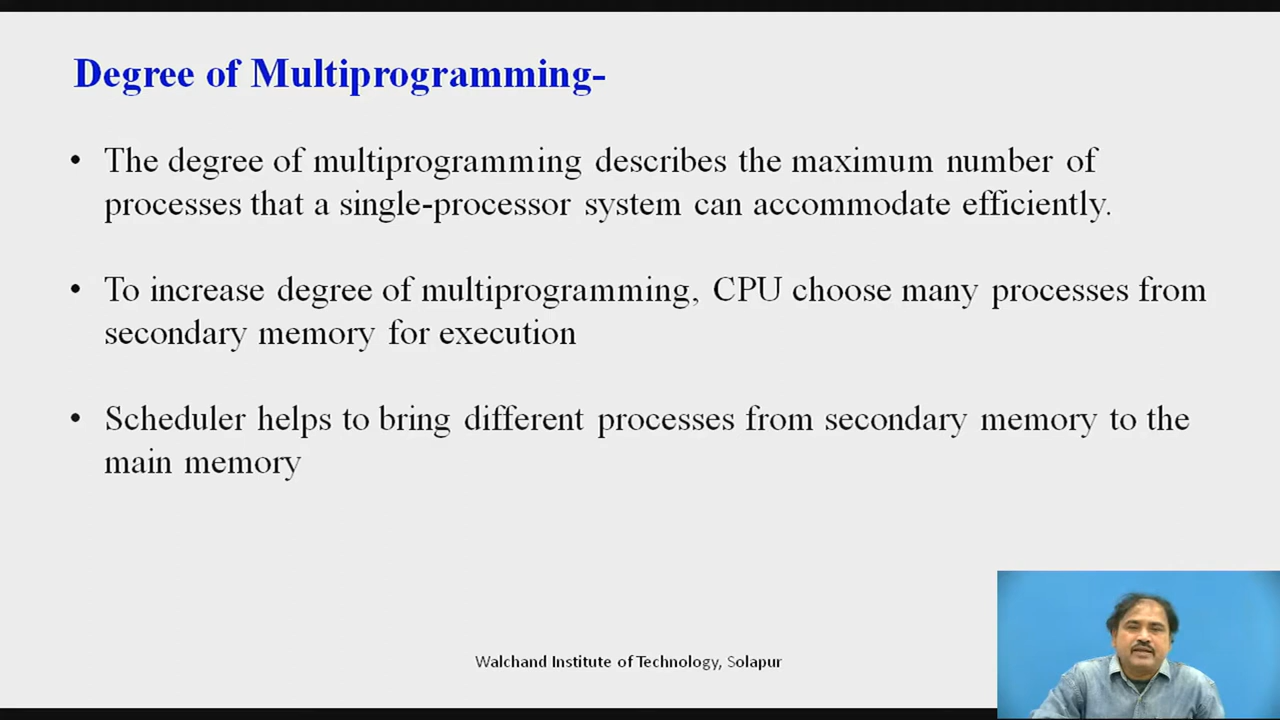 Degree of Multiprogramming-
• The degree of multiprogramming describes the maximum number of
processes that a single-processor system can accommodate efficiently.
• To increase degree of multiprogramming, CPU choose many processes from
secondary memory for execution
• Scheduler helps to bring different processes from secondary memory to the
main memory
Walchand Institute of Technology, Solapur